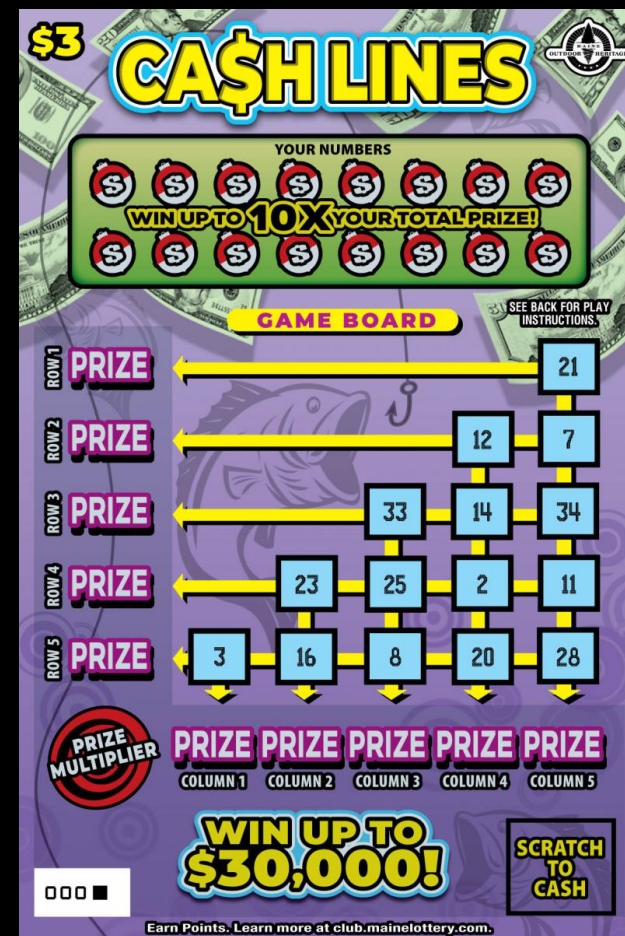 $3
CA$H LINES
MAINE
OUTDOOR HERITAGE
YOUR NUMBERS
$ $ $ $ $ $ $ $
WIN UP TO 10X YOUR TOTAL PRIZE!
$ $ $ $ $ $ $ $
GAME BOARD
SEE BACK FOR PLAY
INSTRUCTIONS.
ROW 1 PRIZE 21
ROW 2 PRIZE 12 7
ROW 3 PRIZE 33 14 34
ROW 4 PRIZE 23 25 2 11
ROW 5 PRIZE 3 16 8 20 28
PRIZE
MULTIPLIER
PRIZE PRIZE PRIZE PRIZE PRIZE
COLUMN 1 COLUMN 2 COLUMN 3 COLUMN 4 COLUMN 5
WIN UP TO
$30,000!
SCRATCH
TO
CASH
000
Earn Points. Learn more at club.mainelottery.com.